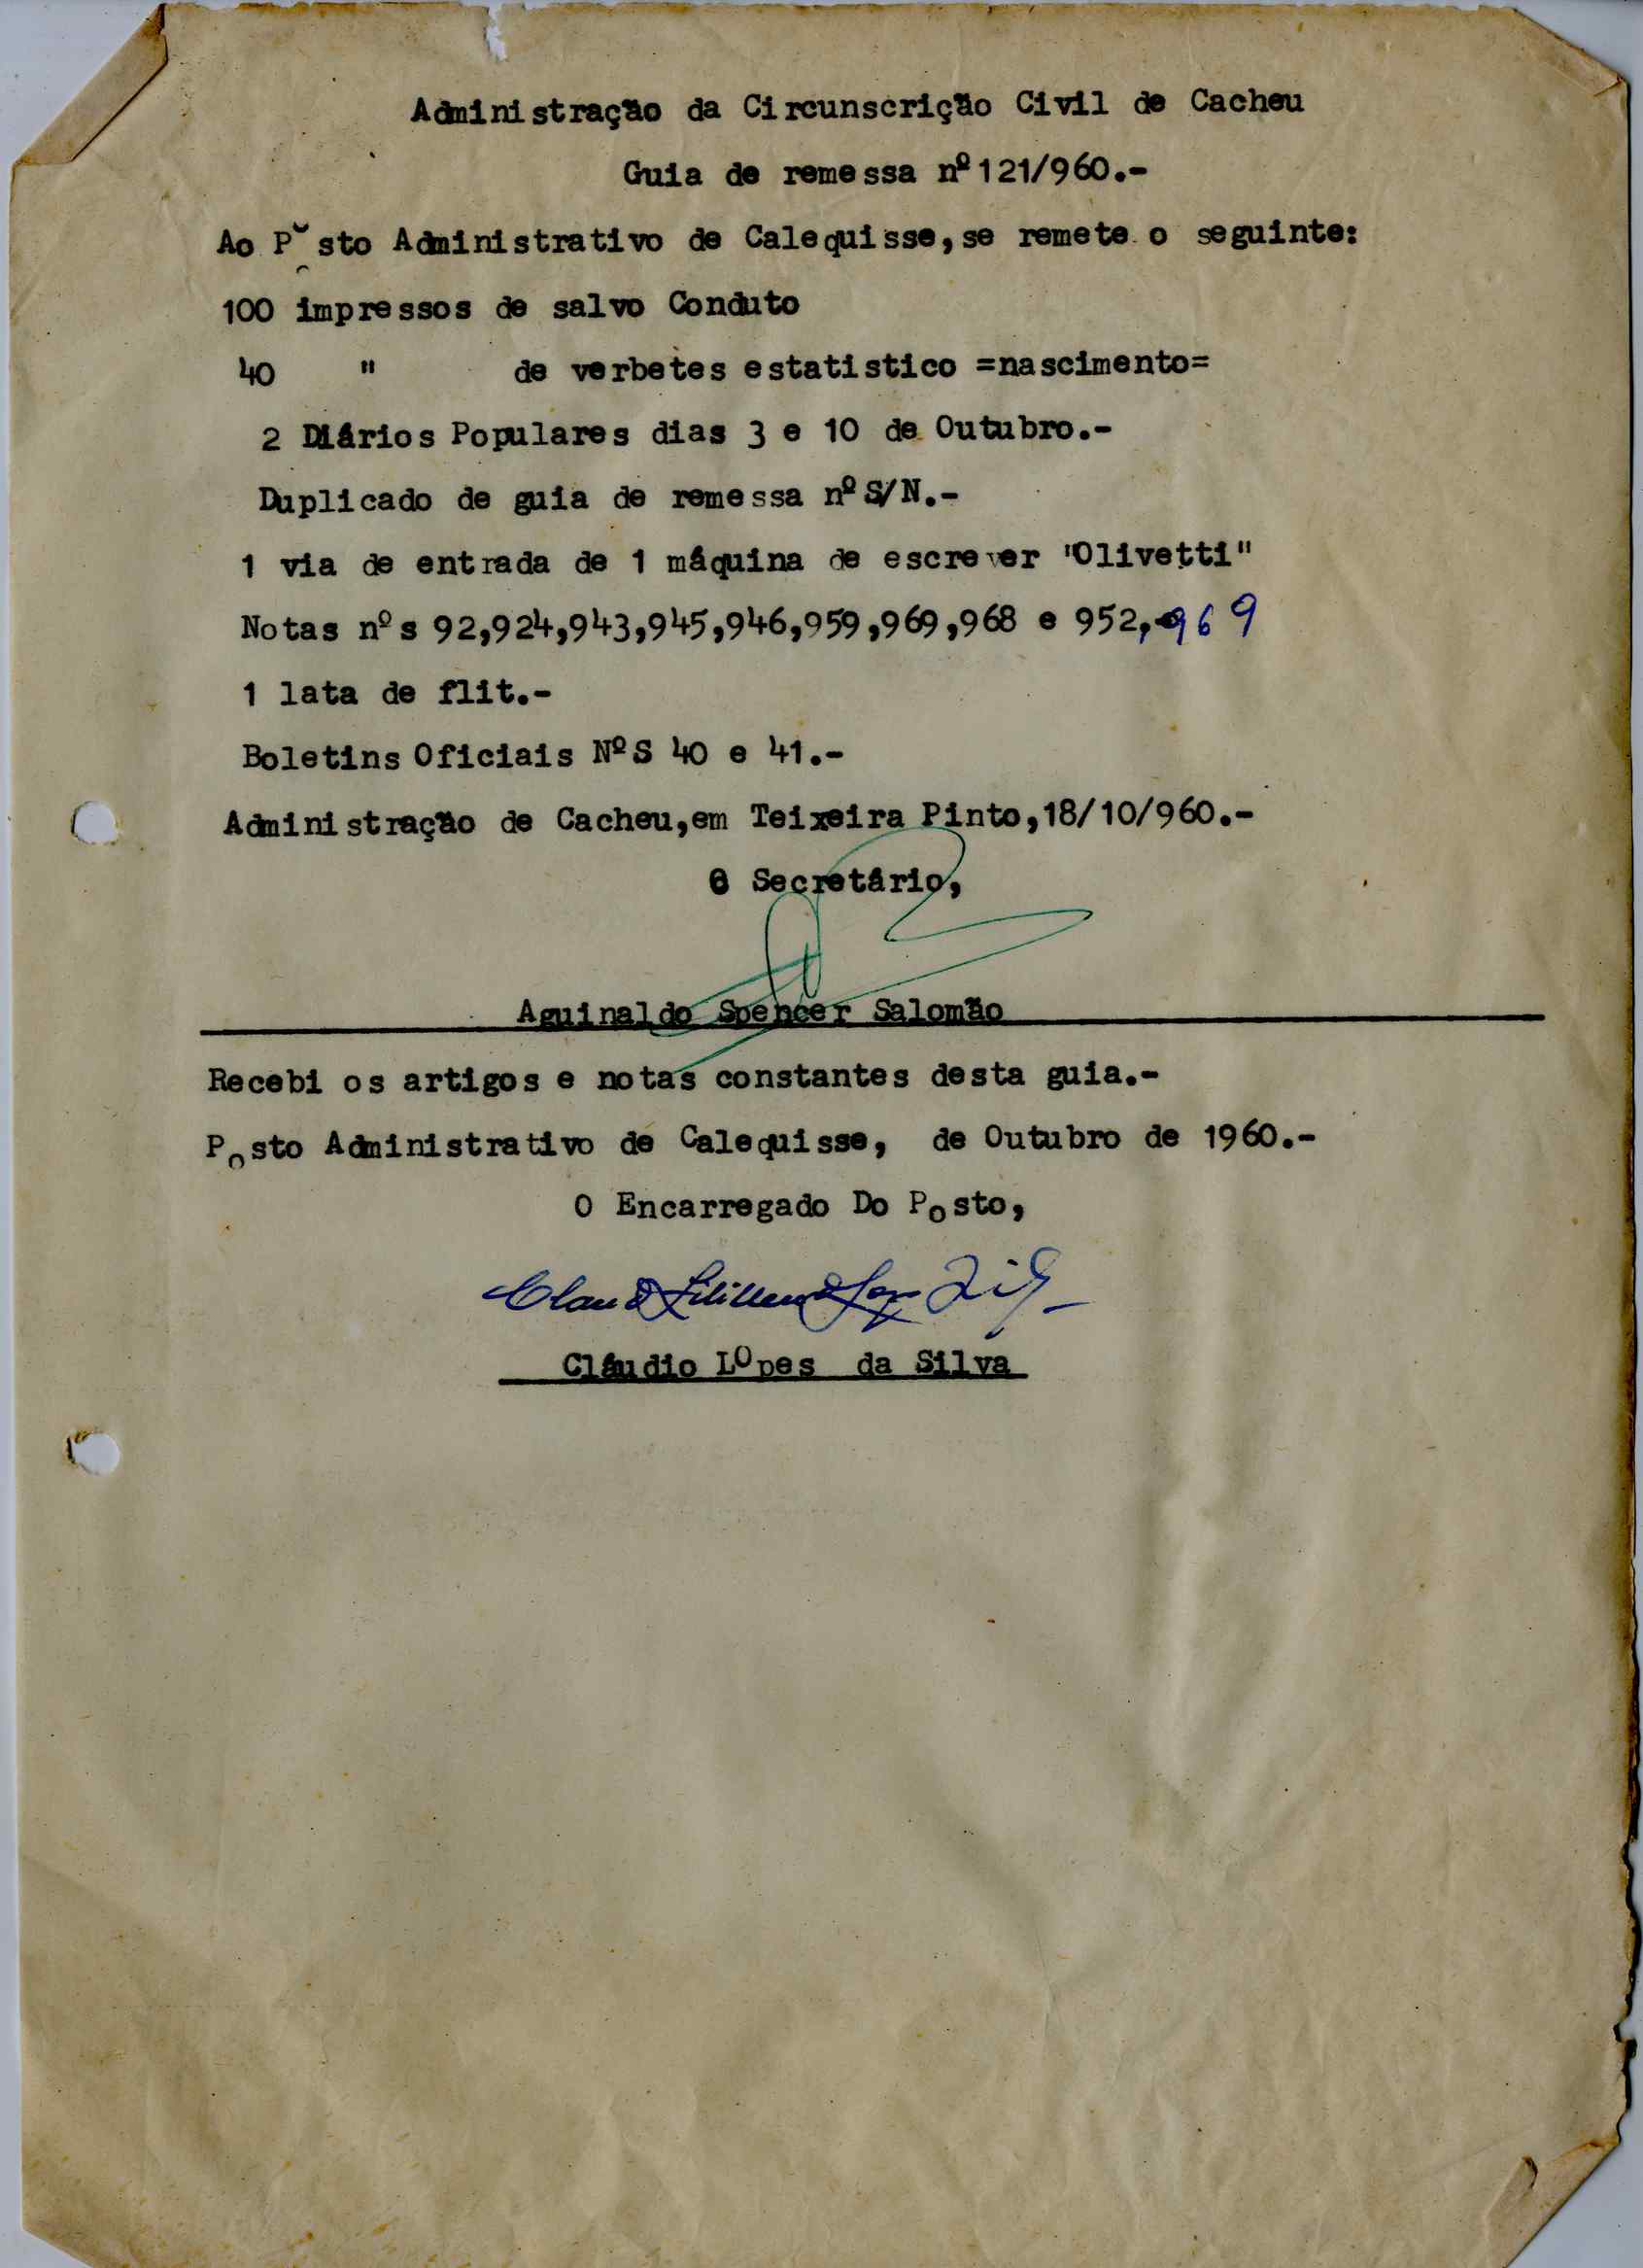 Administração da Circunscrição Civil de Cacheu
Guia de remessa nº 121/960.-
Ao Posto Administrativo de Calequisse, se remete o seguinte:
100 impressos de salvo Conduto
40 " de verbetes estatistico =nascimento=
2 Diários Populares dias 3 e 10 de Outubro.-
Duplicado de guia de remessa nº S/N.-
1 via de entrada de 1 máquina de escrever "Olivetti"
Notas nºs 92,924,943,945,946,959,969,968 e 952,-969
1 lata de flit.-
Boletins Oficiais NºS 40 e 41.-
Administração de Cacheu,em Teixeira Pinto,18/10/960.-
O Secretário,
Aguinaldo Spencer Salomão
Recebi os artigos e notas constantes desta guia.-
Posto Administrativo de Calequisse, de Outubro de 1960.-
O Encarregado Do Posto,
Cláudio Lopes da Silva